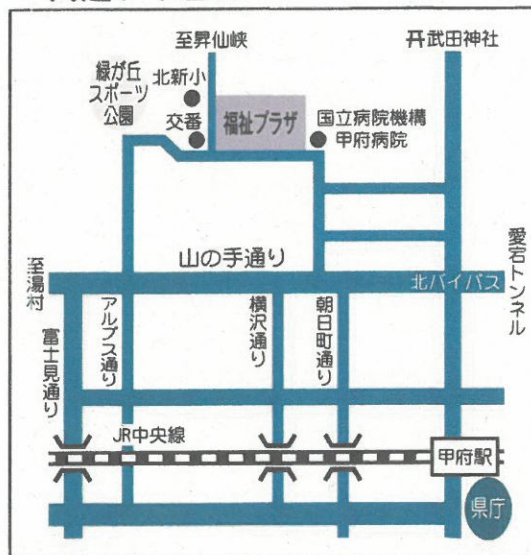 至昇仙峡
武田神社
緑が丘
スポーツ
公園
北新小
交番
福祉プラザ
国立病院機構
甲府病院
山の手通り
北バイパス
愛宕トンネル
至湯村
富士見通り
アルプス通り
横沢通り
朝日町通り
JR中央線
甲府駅
県庁